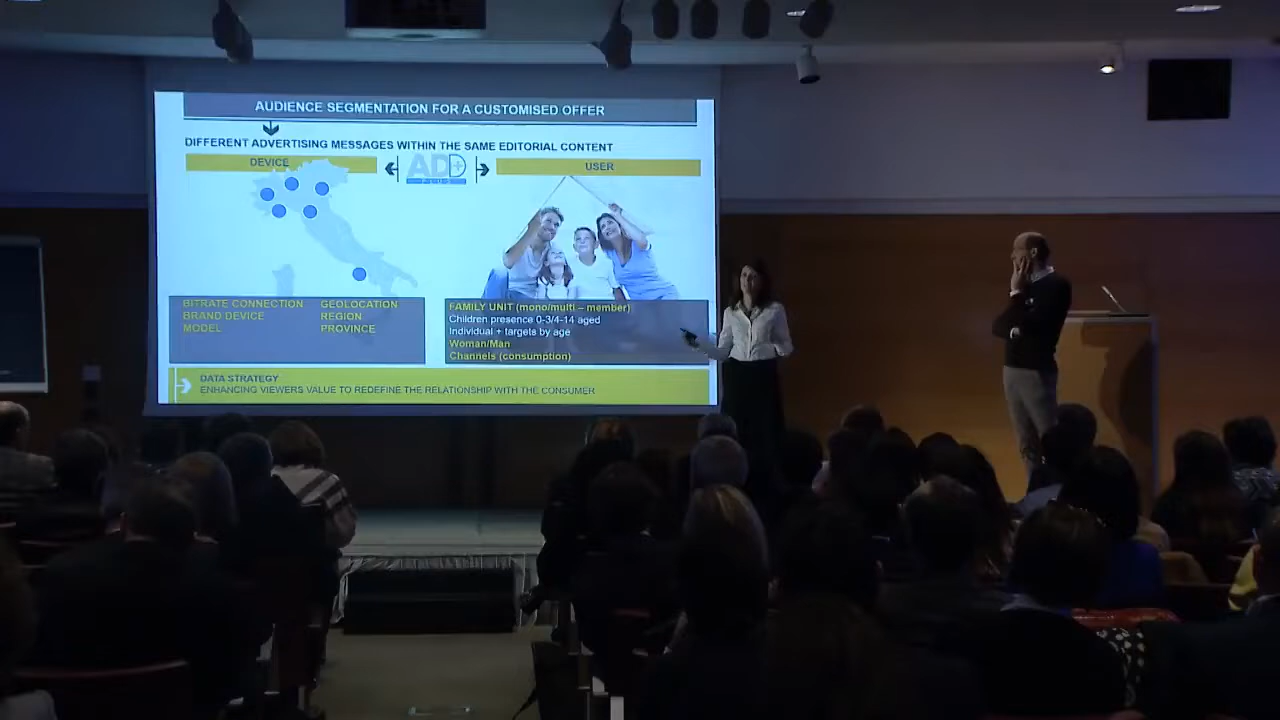 AUDIENCE SEGMENTATION FOR A CUSTOMISED OFFER
DIFFERENT ADVERTISING MESSAGES WITHIN THE SAME EDITORIAL CONTENT
DEVICE
ADD+
USER
BITRATE CONNECTION
BRAND DEVICE
MODEL
GEOLOCATION
REGION
PROVINCE
FAMILY UNIT (mono/multi – member)
Children presence 0-3/4-14 aged
Individual + targets by age
Woman/Man
Channels (consumption)
DATA STRATEGY
ENHANCING VIEWERS VALUE TO REDEFINE THE RELATIONSHIP WITH THE CONSUMER